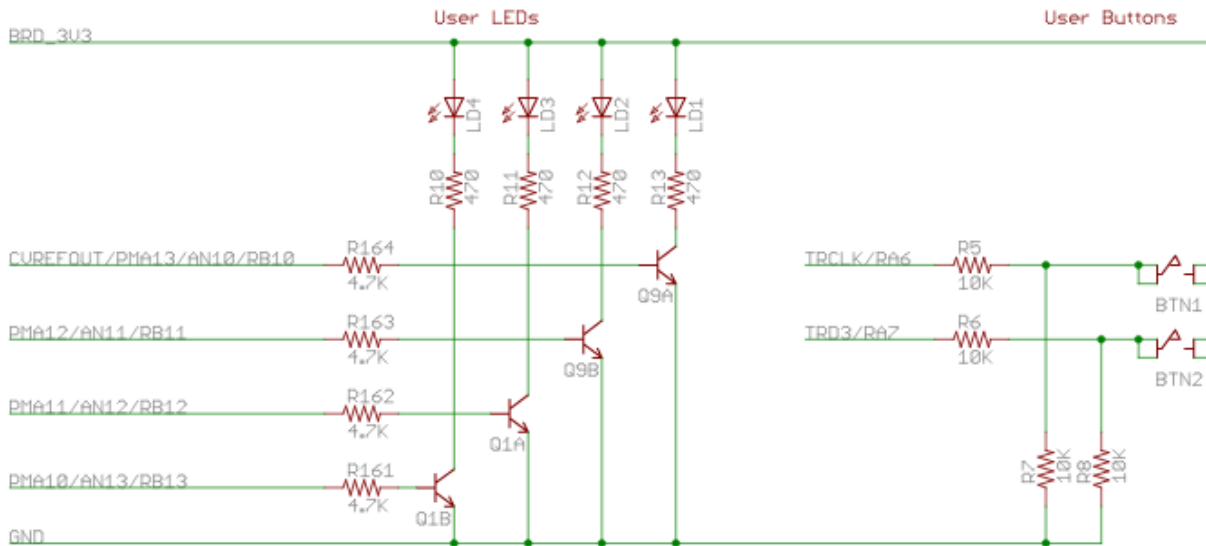 User LEDs
User Buttons
BRD_3V3
LD4
LD3
LD2
LD1
R10
470
R11
470
R12
470
R13
470
CVREFOUT/PMA13/AN10/RB10
R164
4.7K
Q9A
TRCLK/RA6
R5
10K
BTN1
PMA12/AN11/RB11
R163
4.7K
Q9B
TRD3/RA7
R6
10K
BTN2
PMA11/AN12/RB12
R162
4.7K
Q1A
PMA10/AN13/RB13
R161
4.7K
Q1B
R7
10K
R8
10K
GND